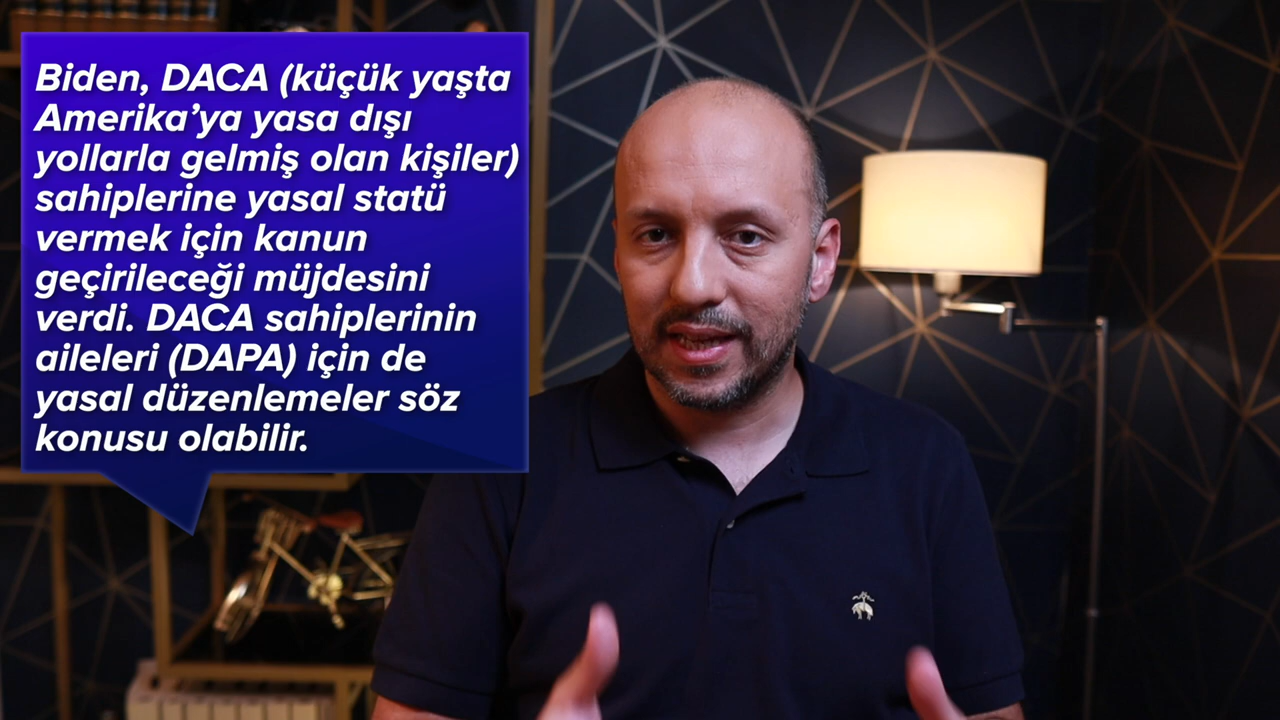 Biden, DACA (küçük yaşta
Amerika’ya yasa dışı
yollarla gelmiş olan kişiler)
sahiplerine yasal statü
vermek için kanun
geçirileceği müjdesini
verdi. DACA sahiplerinin
aileleri (DAPA) için de
yasal düzenlemeler söz
konusu olabilir.